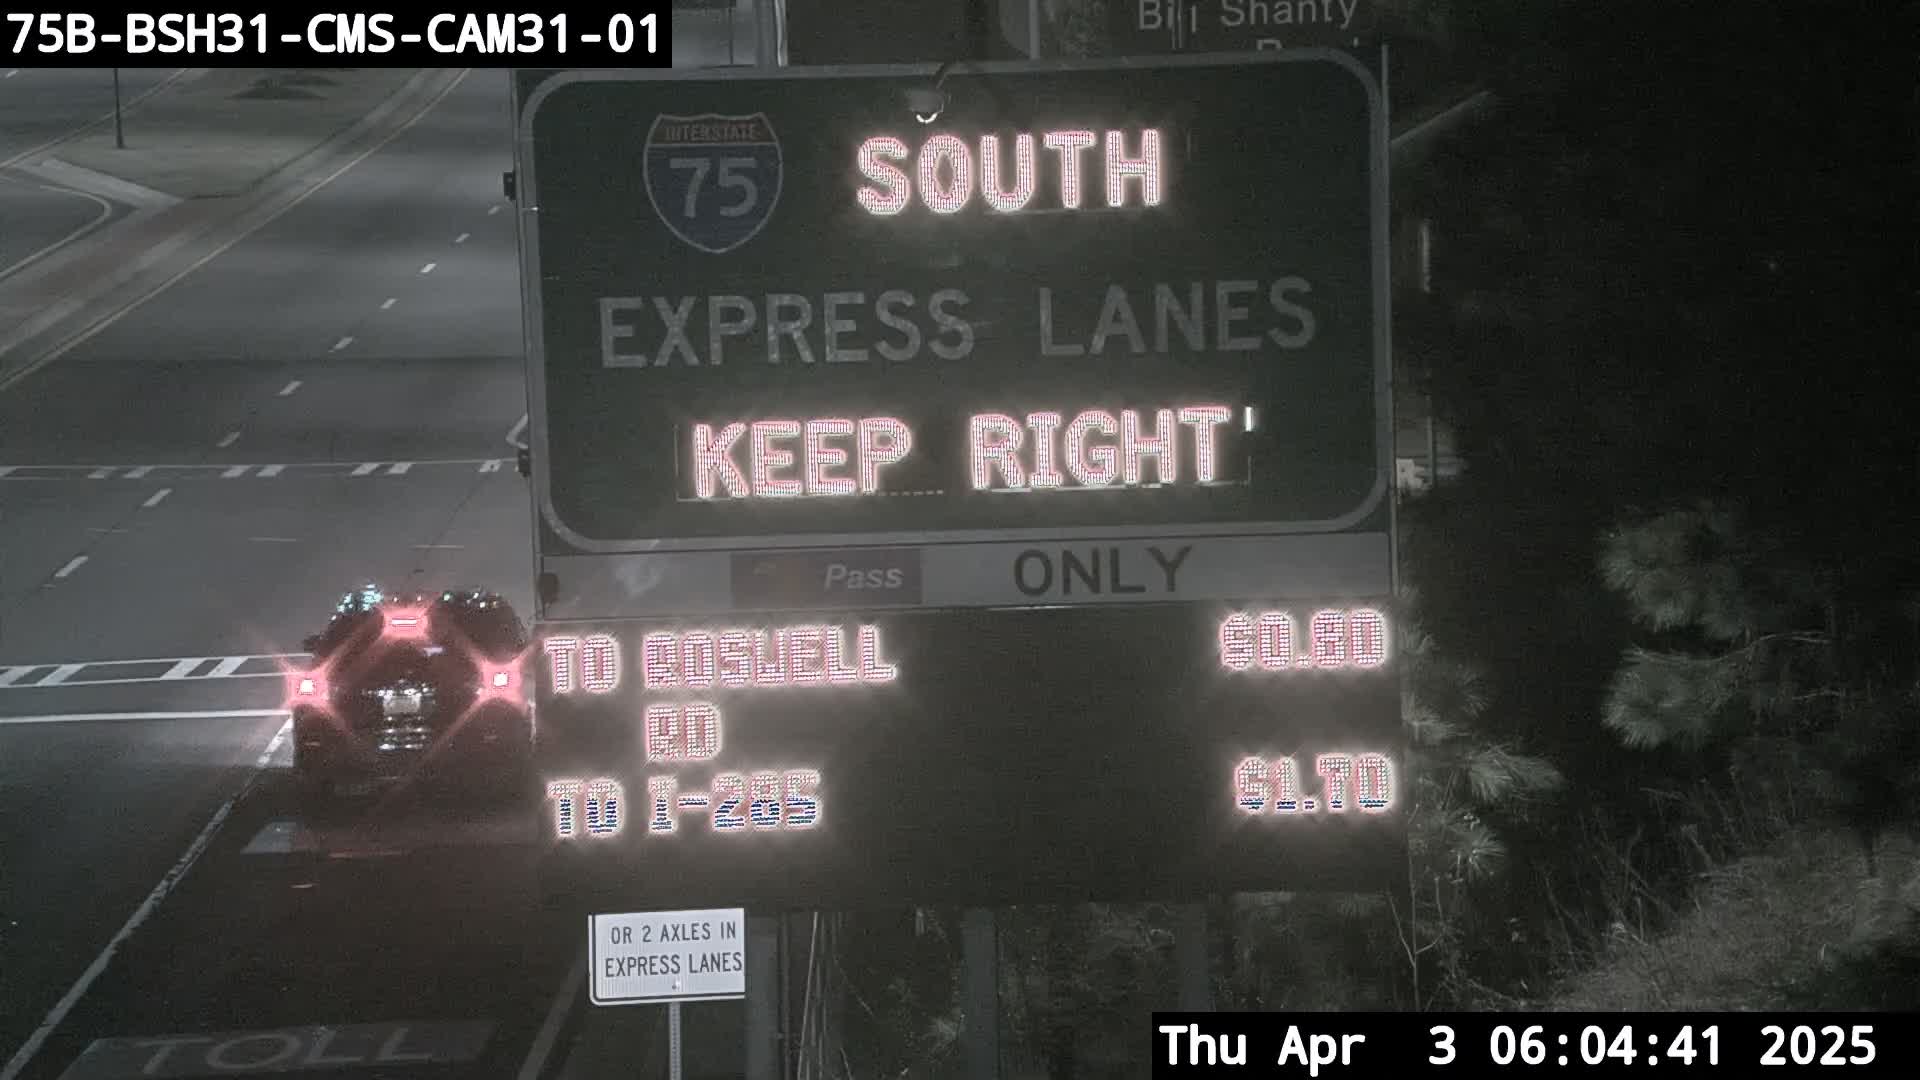 75B-BSH31-CMS-CAM31-01
Shanty
INTERSTATE
75
SOUTH
EXPRESS LANES
KEEP RIGHT
Pass
ONLY
TO ROSWELL $0.80
RD
TO I-285 $1.70
OR 2 AXLES IN
EXPRESS LANES
TOLL
Thu Apr 3 06:04:41 2025